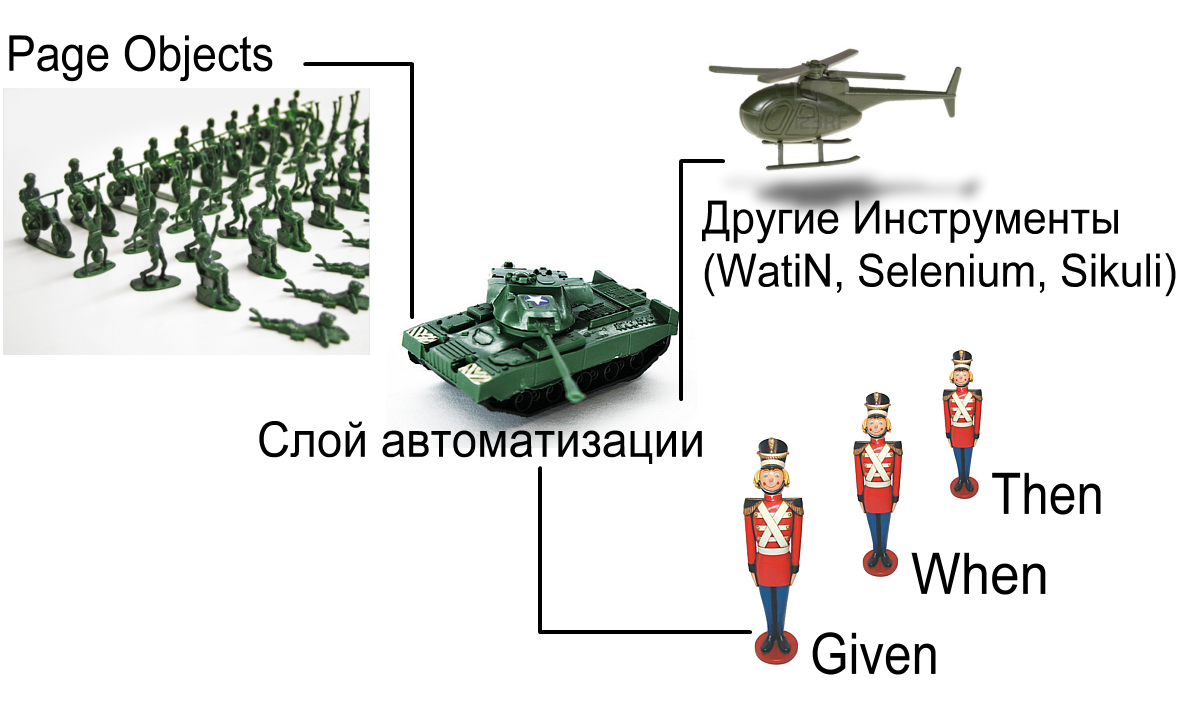 Page Objects
Другие Инструменты
(WatiN, Selenium, Sikuli)
Слой автоматизации
Then
When
Given